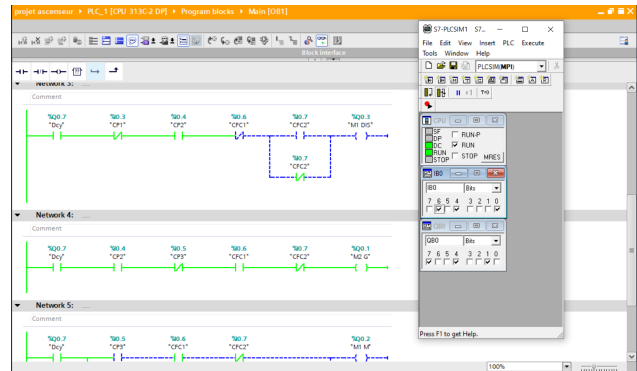 projet ascenseur ▸ PLC_1 [CPU 313C-2 DP] ▸ Program blocks ▸ Main [OB1]
Block interface
Network 3: ....
Comment
%Q0.7 %I0.3 %I0.4 %I0.6 %I0.7 %Q0.3
"Dcy" "CP1" "CP2" "CFC1" "CFC2" "M1 DIS"
%I0.7
"CFC2"
Network 4: ....
Comment
%Q0.7 %I0.4 %I0.5 %I0.6 %I0.7 %Q0.1
"Dcy" "CP2" "CP3" "CFC1" "CFC2" "M2 G"
Network 5: ....
Comment
%Q0.7 %I0.5 %I0.6 %I0.7 %Q0.2
"Dcy" "CP3" "CFC1" "CFC2" "M1 M"
100%
S7-PLCSIM1 S7...
File Edit View Insert PLC Execute
Tools Window Help
PLCSIM(MPI)
T=0
CPU
SF
DP
DC
RUN
STOP
RUN-P
RUN
STOP
MRES
IB0
IB0 Bits
7 6 5 4 3 2 1 0
QB0
QB0 Bits
7 6 5 4 3 2 1 0
Press F1 to get Help.